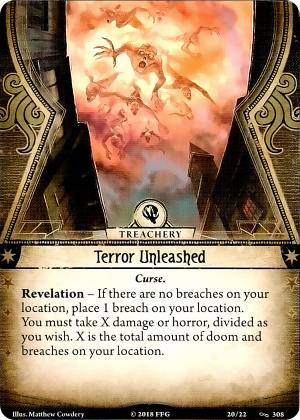 TREACHERY
Terror Unleashed
Curse.
Revelation – If there are no breaches on your
location, place 1 breach on your location.
You must take X damage or horror, divided as
you wish. X is the total amount of doom and
breaches on your location.
Illus. Matthew Cowdery © 2018 FFG 20/22 308